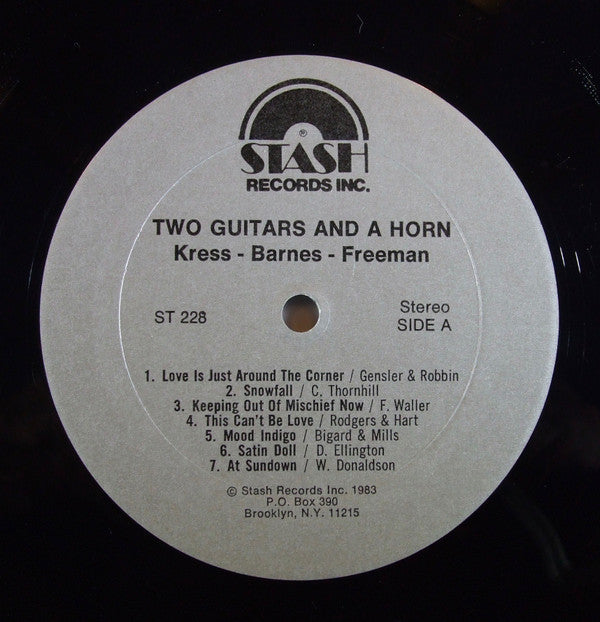 ®
STASH
RECORDS INC.
TWO GUITARS AND A HORN
Kress - Barnes - Freeman
ST 228
Stereo
SIDE A
1. Love Is Just Around The Corner / Gensler & Robbin
2. Snowfall / C. Thornhill
3. Keeping Out Of Mischief Now / F. Waller
4. This Can't Be Love / Rodgers & Hart
5. Mood Indigo / Bigard & Mills
6. Satin Doll / D. Ellington
7. At Sundown / W. Donaldson
© Stash Records Inc. 1983
P.O. Box 390
Brooklyn, N.Y. 11215